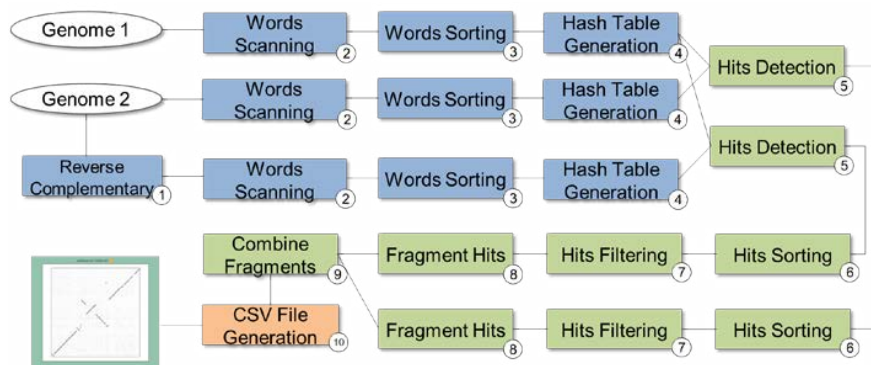 Genome 1
Words
Scanning
2
Words Sorting
3
Hash Table
Generation
4
Hits Detection
5
Genome 2
Words
Scanning
2
Words Sorting
3
Hash Table
Generation
4
Hits Detection
5
Reverse
Complementary
1
Words
Scanning
2
Words Sorting
3
Hash Table
Generation
4
Combine
Fragments
9
Fragment Hits
8
Hits Filtering
7
Hits Sorting
6
CSV File
Generation
10
Fragment Hits
8
Hits Filtering
7
Hits Sorting
6